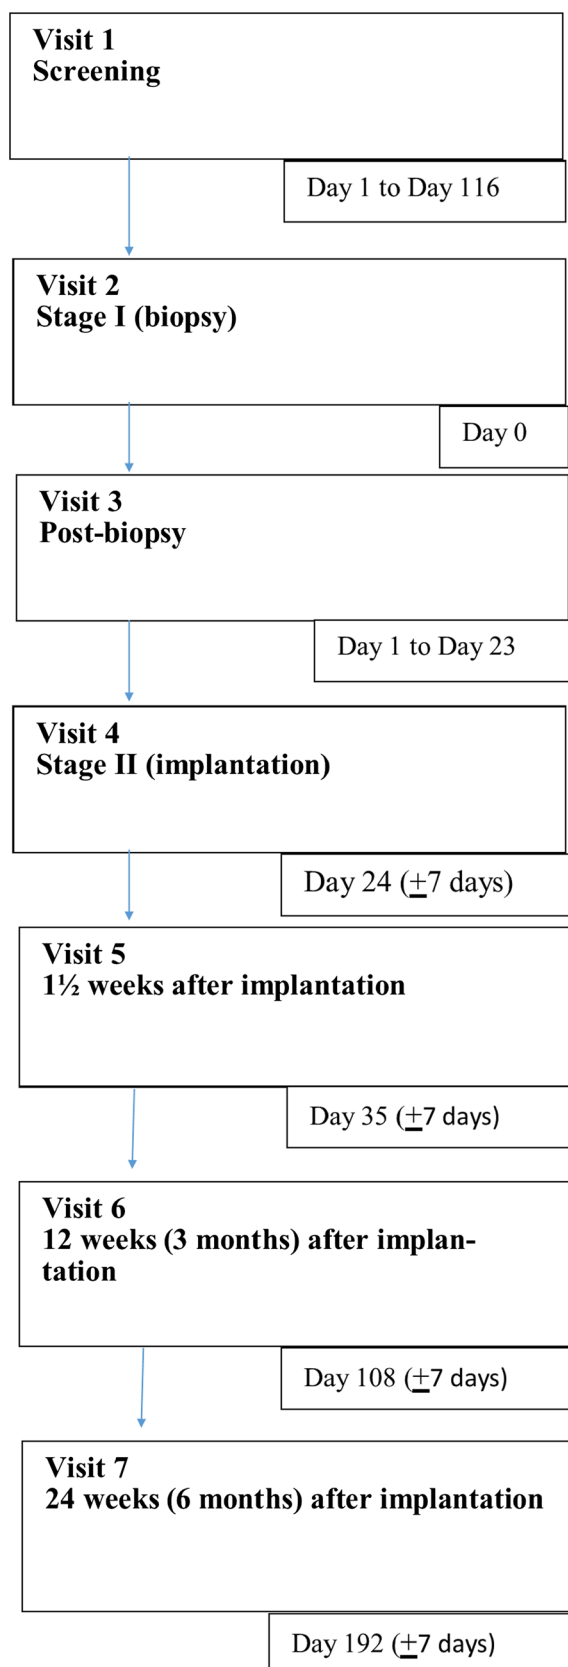 Visit 1
Screening
Day 1 to Day 116
Visit 2
Stage I (biopsy)
Day 0
Visit 3
Post-biopsy
Day 1 to Day 23
Visit 4
Stage II (implantation)
Day 24 (±7 days)
Visit 5
1½ weeks after implantation
Day 35 (±7 days)
Visit 6
12 weeks (3 months) after implan-
tation
Day 108 (±7 days)
Visit 7
24 weeks (6 months) after implantation
Day 192 (±7 days)